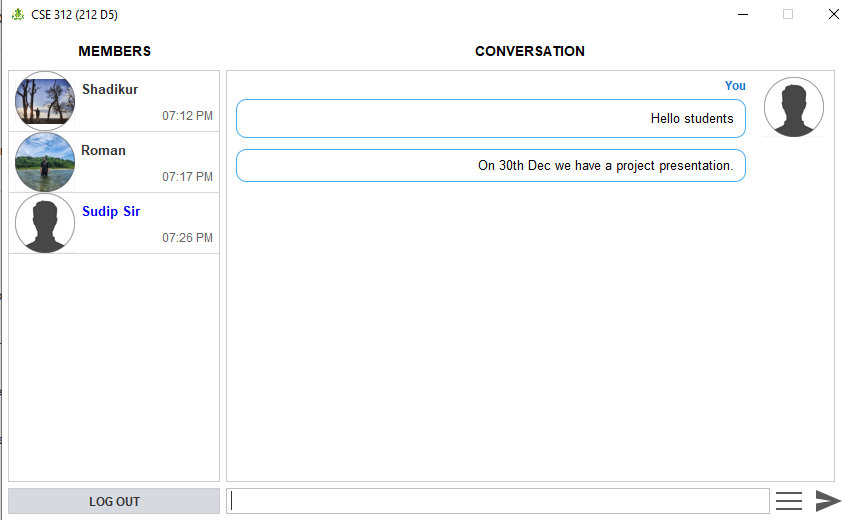 CSE 312 (212 D5)
MEMBERS
Shadikur
07:12 PM
Roman
07:17 PM
Sudip Sir
07:26 PM
LOG OUT
CONVERSATION
You
Hello students
On 30th Dec we have a project presentation.